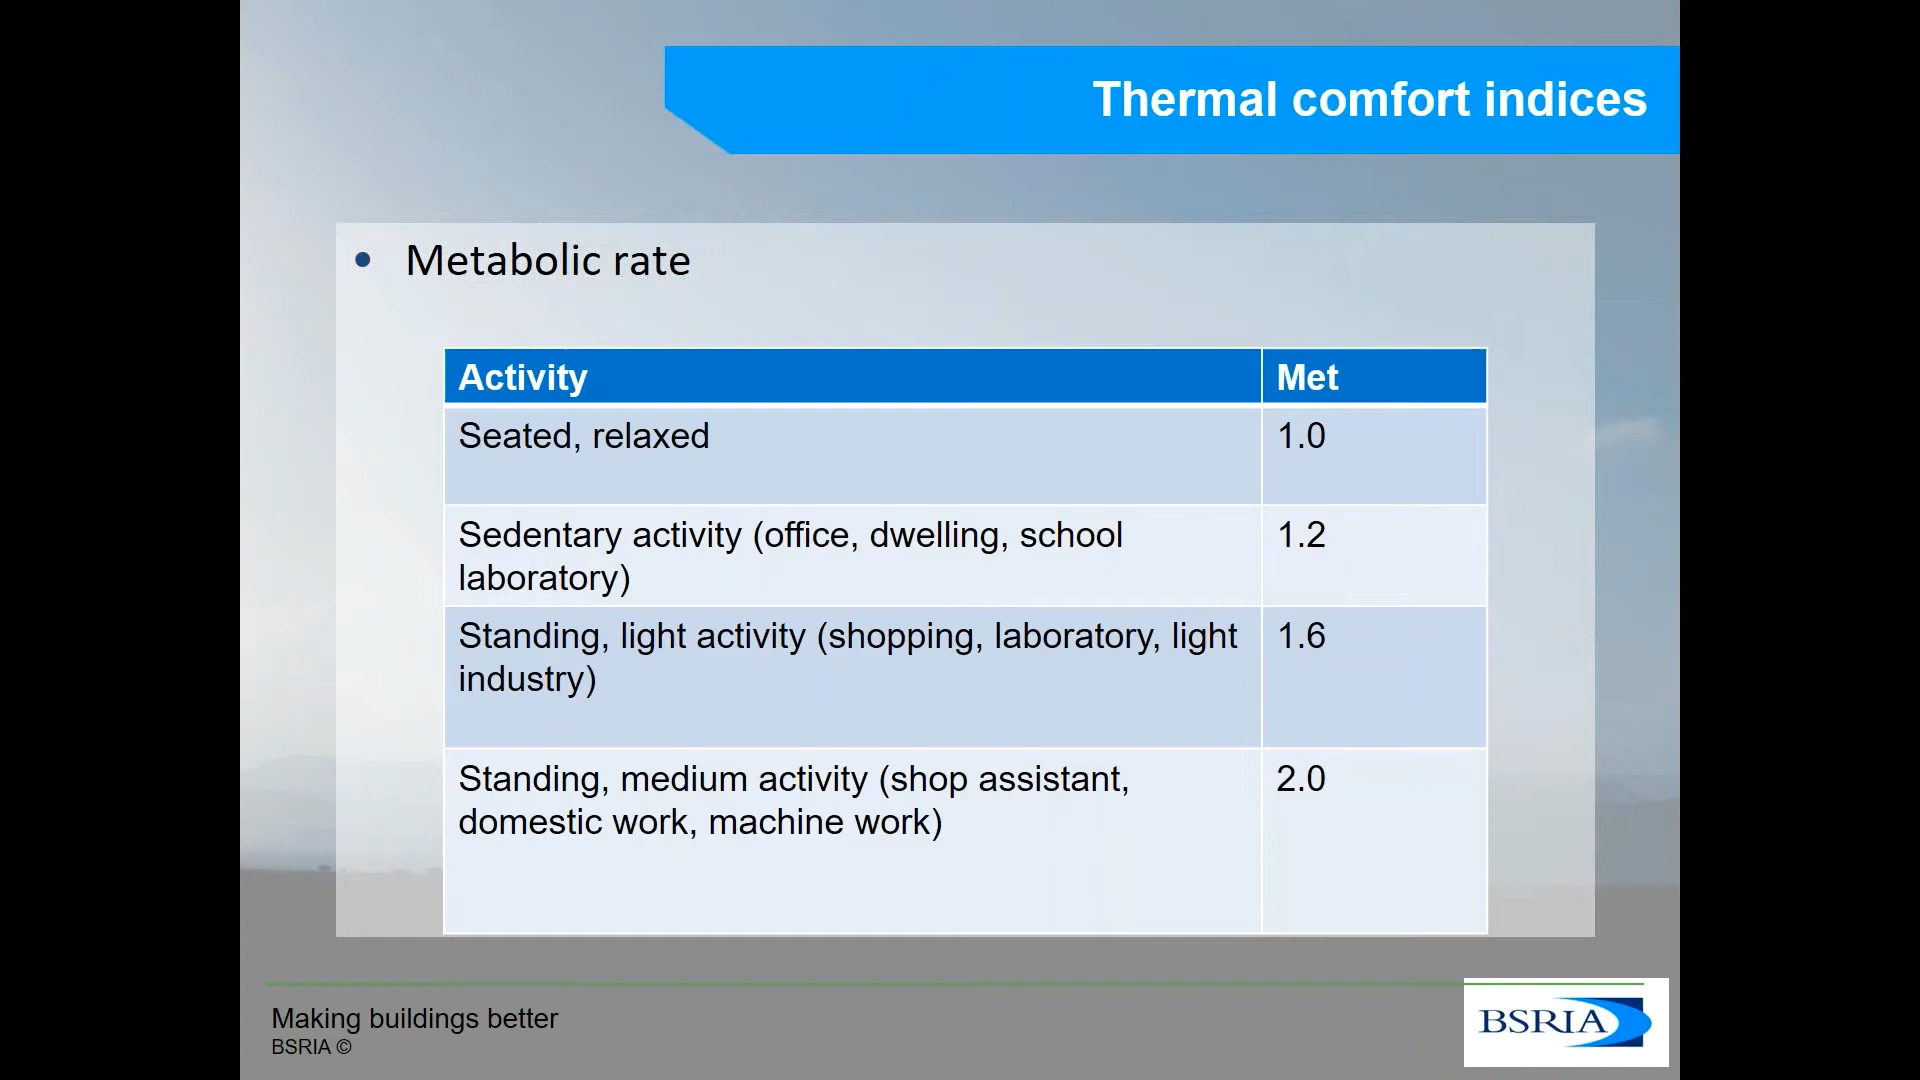 Thermal comfort indices
• Metabolic rate
Activity Met
Seated, relaxed 1.0
Sedentary activity (office, dwelling, school 1.2
laboratory)
Standing, light activity (shopping, laboratory, light 1.6
industry)
Standing, medium activity (shop assistant, 2.0
domestic work, machine work)
Making buildings better
BSRIA ©
BSRIA